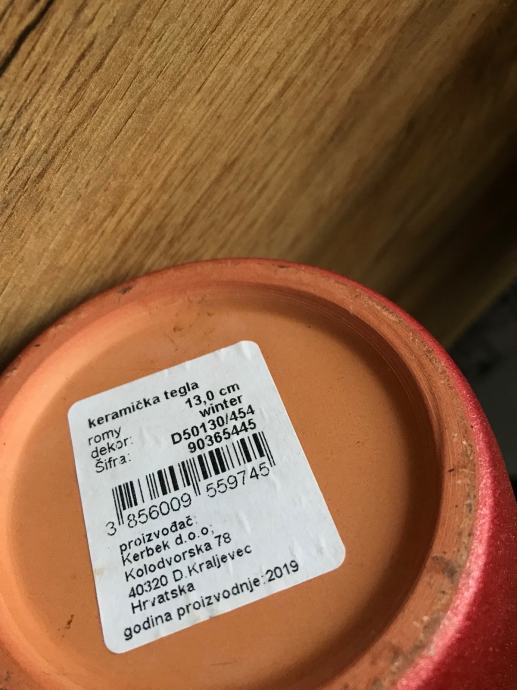 keramička tegla
romy 13,0 cm
dekor: winter
Šifra: D50130/454
90365445
3 856009 559745
proizvođač:
Kerbek d.o.o;
Kolodvorska 78
40320 D.Kraljevec
Hrvatska
godina proizvodnje:2019